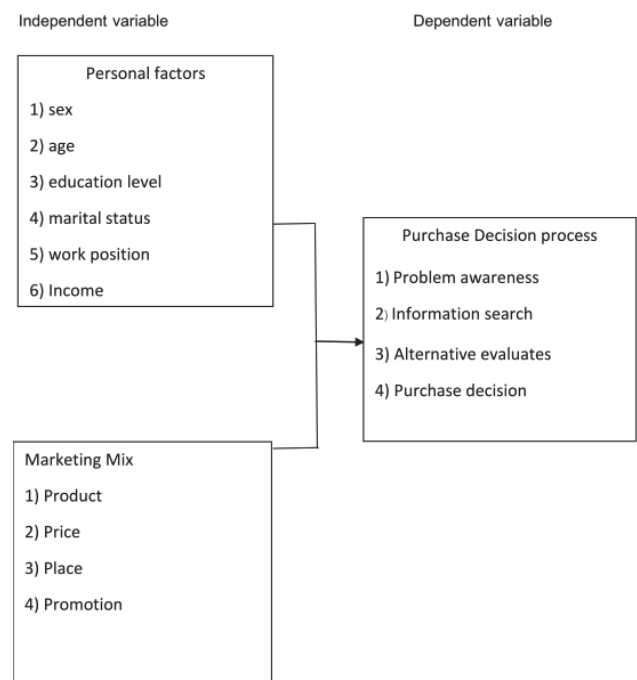 Independent variable
Dependent variable
Personal factors
1) sex
2) age
3) education level
4) marital status
5) work position
6) Income
Purchase Decision process
1) Problem awareness
2) Information search
3) Alternative evaluates
4) Purchase decision
Marketing Mix
1) Product
2) Price
3) Place
4) Promotion